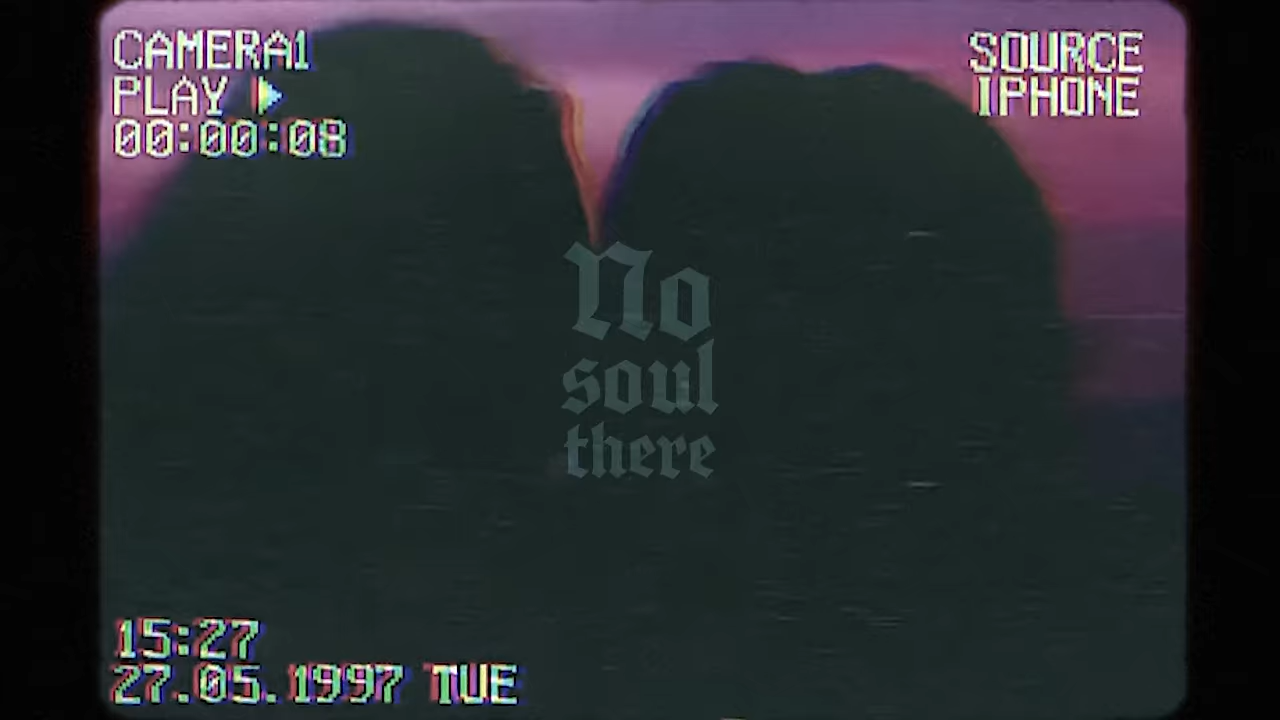 CAMERA1
PLAY
00:00:08
SOURCE
IPHONE
No
soul
there
15:27
27.05.1997 TUE